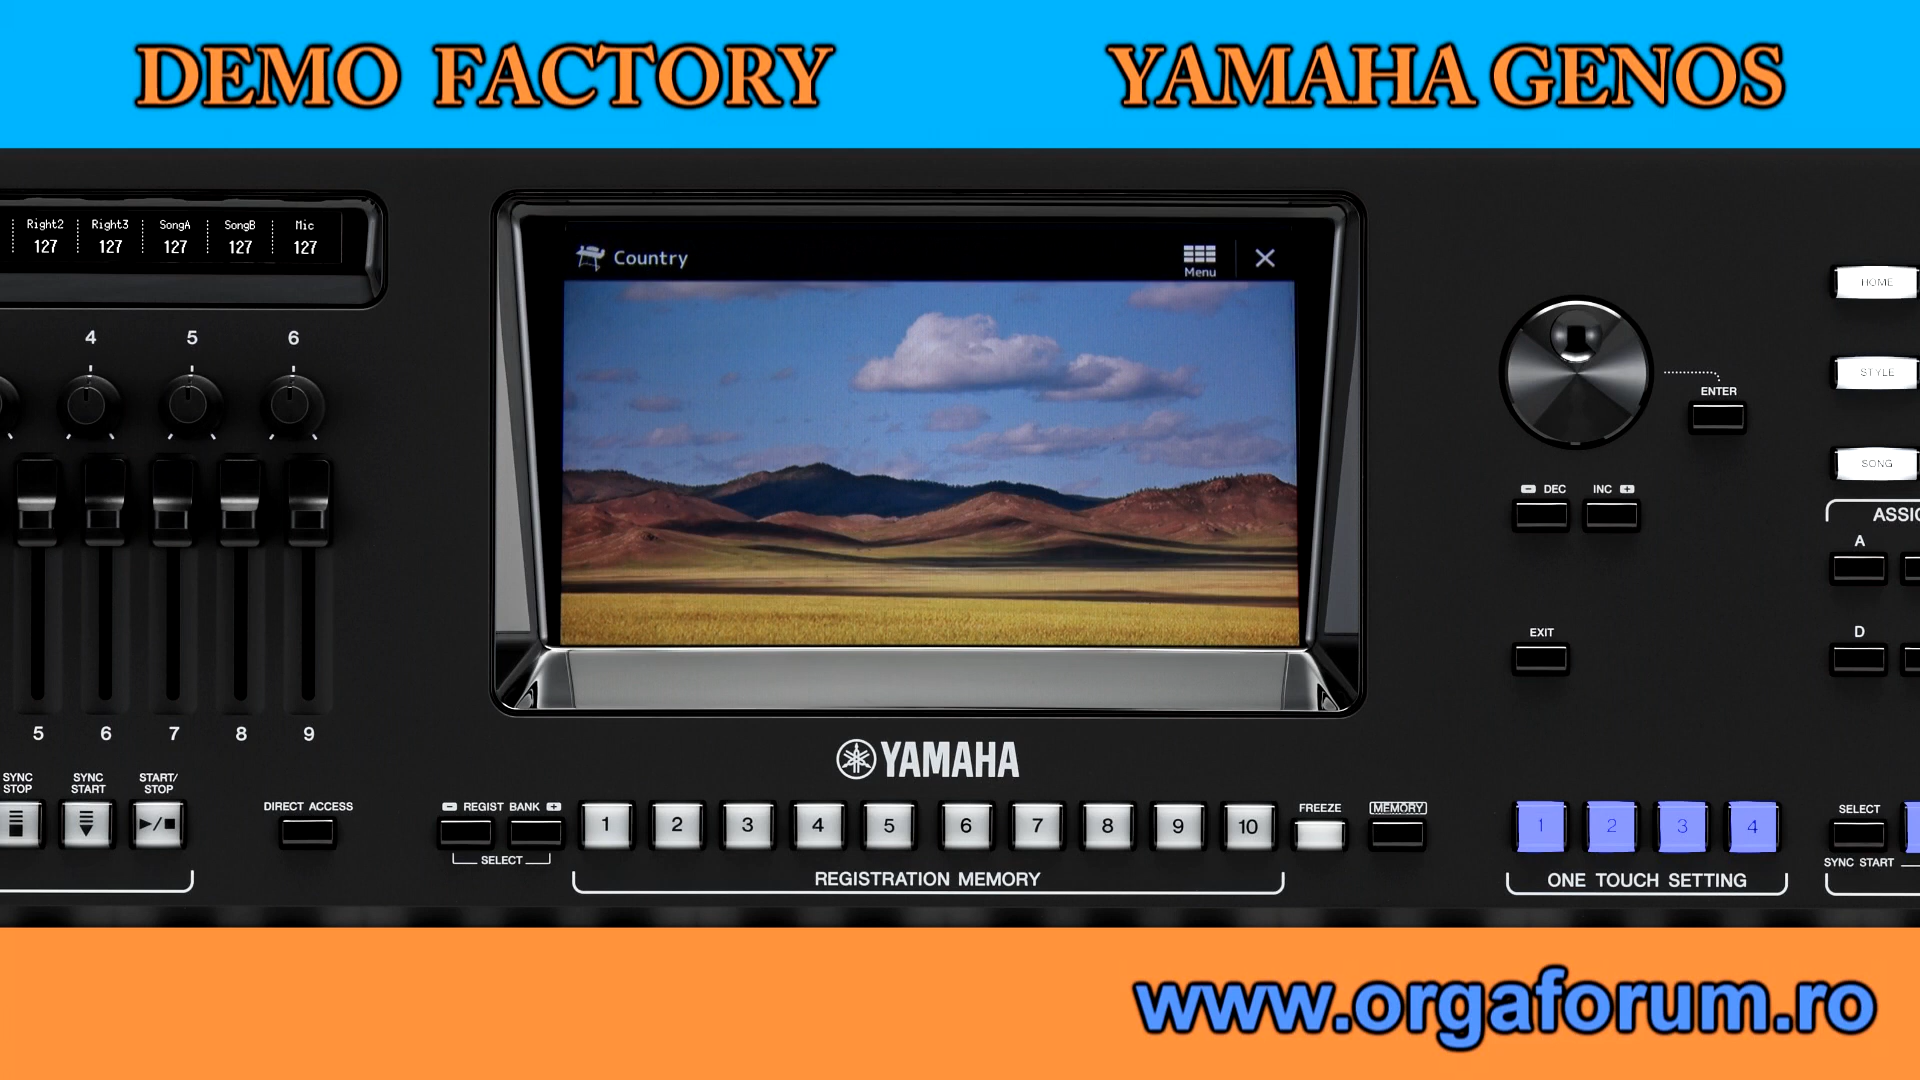 DEMO FACTORY
YAMAHA GENOS
Right2 Right3 SongA SongB Mic
127 127 127 127 127
Country
Menu
HOME
4 5 6
STYLE
ENTER
SONG
DEC INC
ASSIG
A
EXIT
D
5 6 7 8 9
YAMAHA
SYNC STOP
SYNC START
START/ STOP
DIRECT ACCESS
REGIST BANK
SELECT
1 2 3 4 5 6 7 8 9 10
FREEZE
MEMORY
REGISTRATION MEMORY
1 2 3 4
ONE TOUCH SETTING
SELECT
SYNC START
www.orgaforum.ro